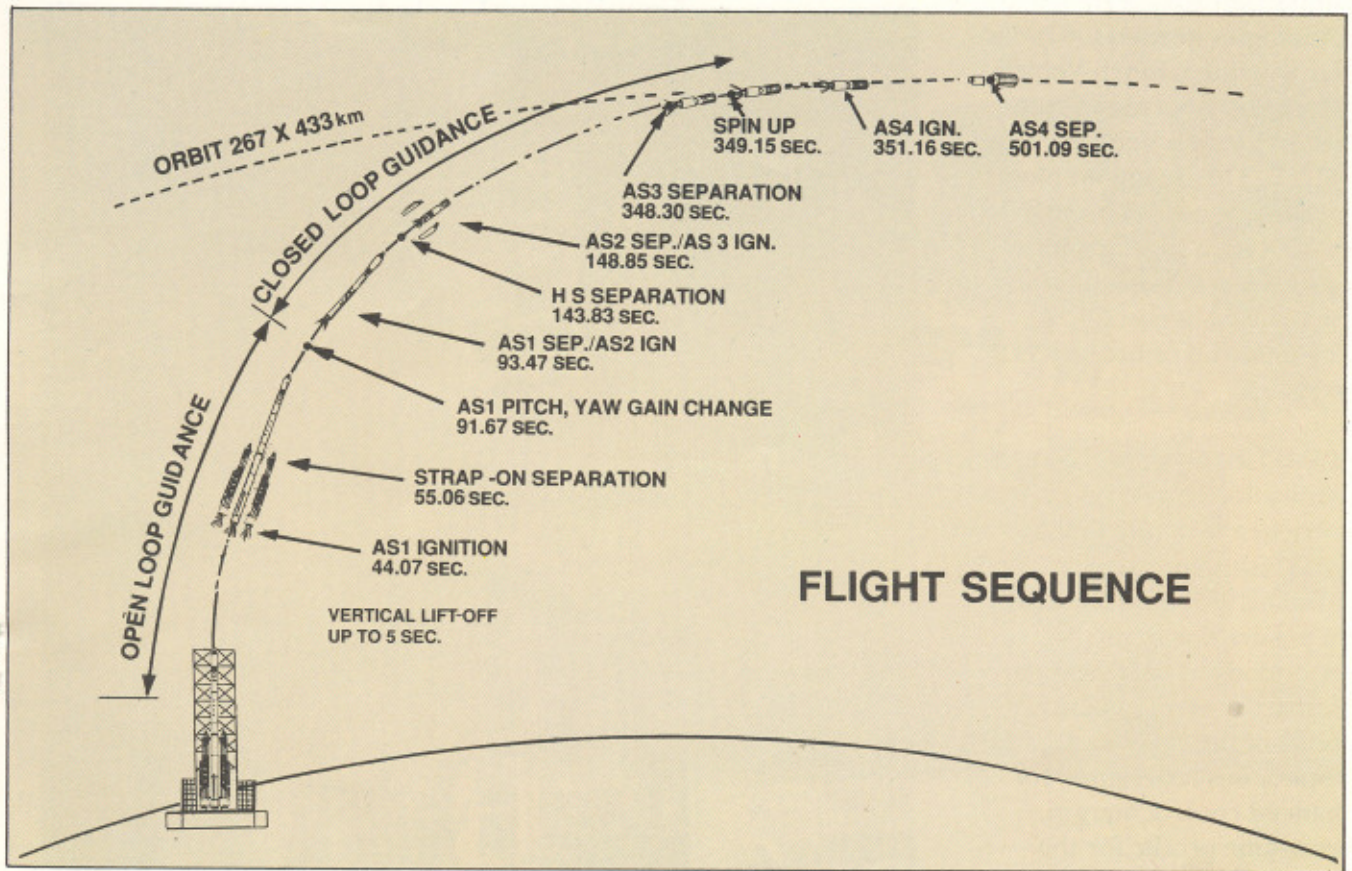 ORBIT 267 X 433 km
CLOSED LOOP GUIDANCE
OPEN LOOP GUIDANCE
SPIN UP
349.15 SEC.
AS4 IGN.
351.16 SEC.
AS4 SEP.
501.09 SEC.
AS3 SEPARATION
348.30 SEC.
AS2 SEP./AS 3 IGN.
148.85 SEC.
H S SEPARATION
143.83 SEC.
AS1 SEP./AS2 IGN
93.47 SEC.
AS1 PITCH, YAW GAIN CHANGE
91.67 SEC.
STRAP -ON SEPARATION
55.06 SEC.
AS1 IGNITION
44.07 SEC.
VERTICAL LIFT-OFF
UP TO 5 SEC.
FLIGHT SEQUENCE